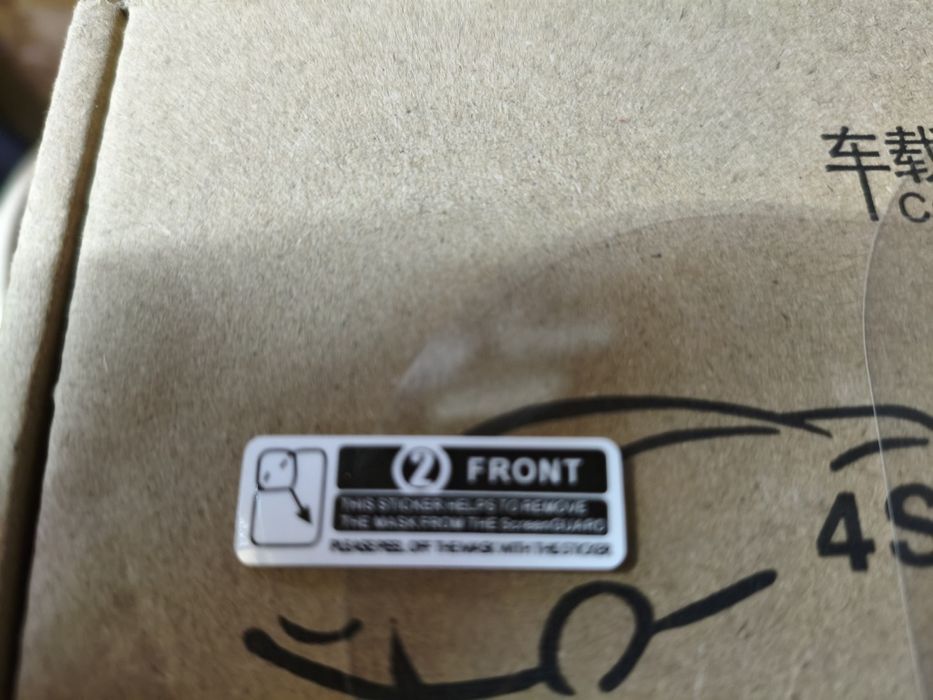 车载
C
2 FRONT
THIS STICKER HELPS TO REMOVE
THE MASK FROM THE ScreenGUARD
PLEASE PEEL OFF THE MASK WITH THE STICKER
4S